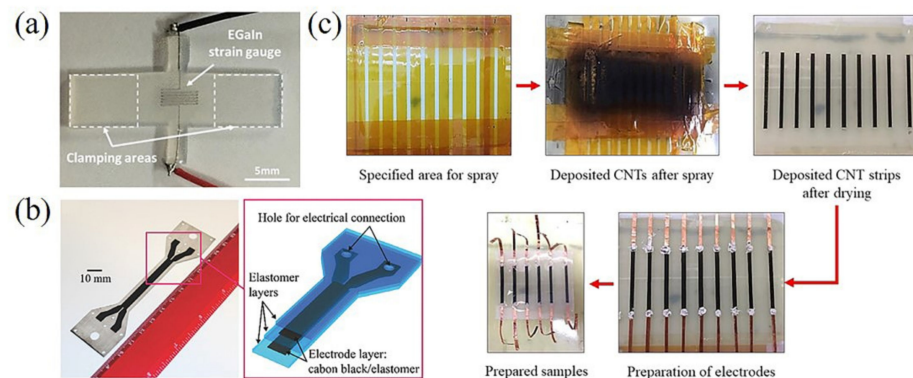 (a)
EGaIn
strain gauge
Clamping areas
5mm
(b)
10 mm
Hole for electrical connection
Elastomer
layers
Electrode layer:
cabon black/elastomer
(c)
Specified area for spray
Deposited CNTs after spray
Deposited CNT strips
after drying
Prepared samples
Preparation of electrodes